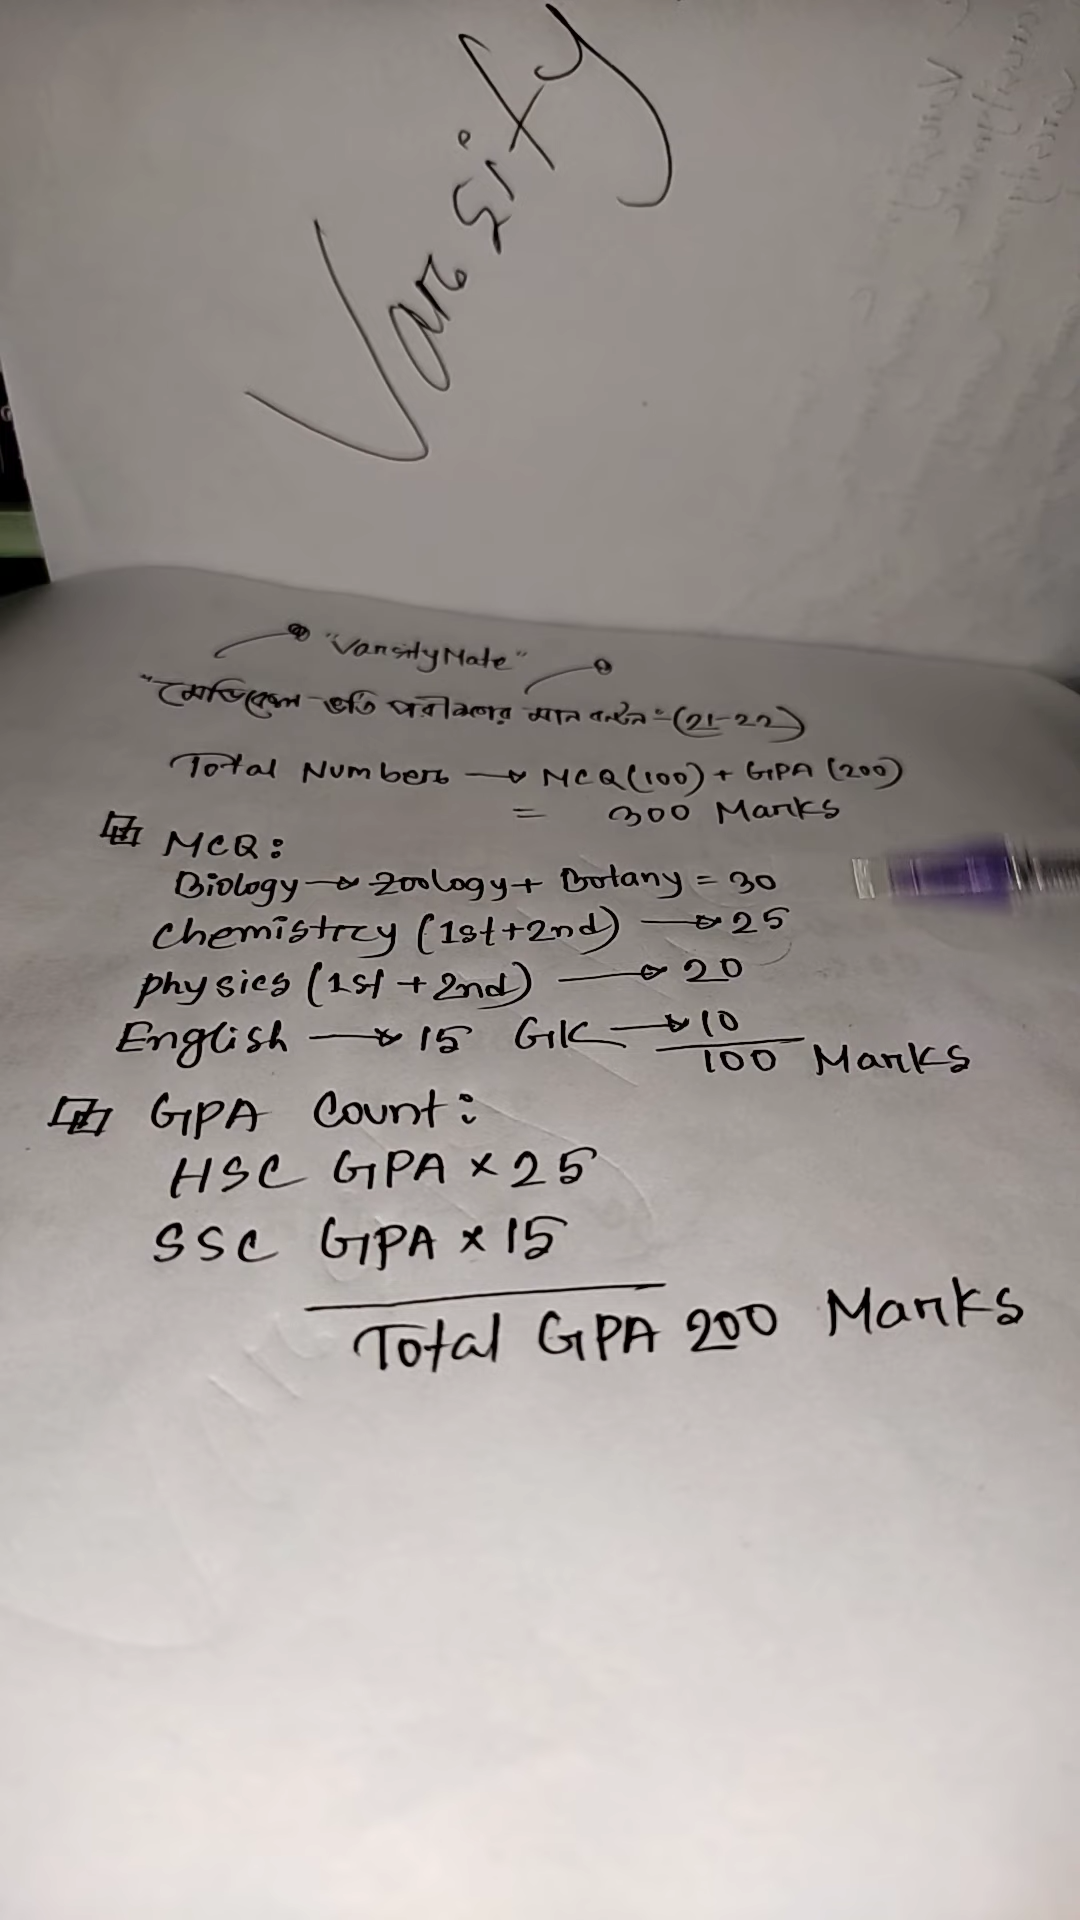 Varsity
"VarsityMate"
"মেডিকেল ভর্তি পরীক্ষার মান বন্টন"-(21-22)
Total Number → MCQ(100) + GPA (200)
= 300 Marks
MCQ:
Biology → Zoology + Botany = 30
Chemistry (1st+2nd) → 25
physics (1st + 2nd) → 20
English → 15 GK → 10
100 Marks
GPA Count:
HSC GPA × 25
SSC GPA × 15
Total GPA 200 Marks